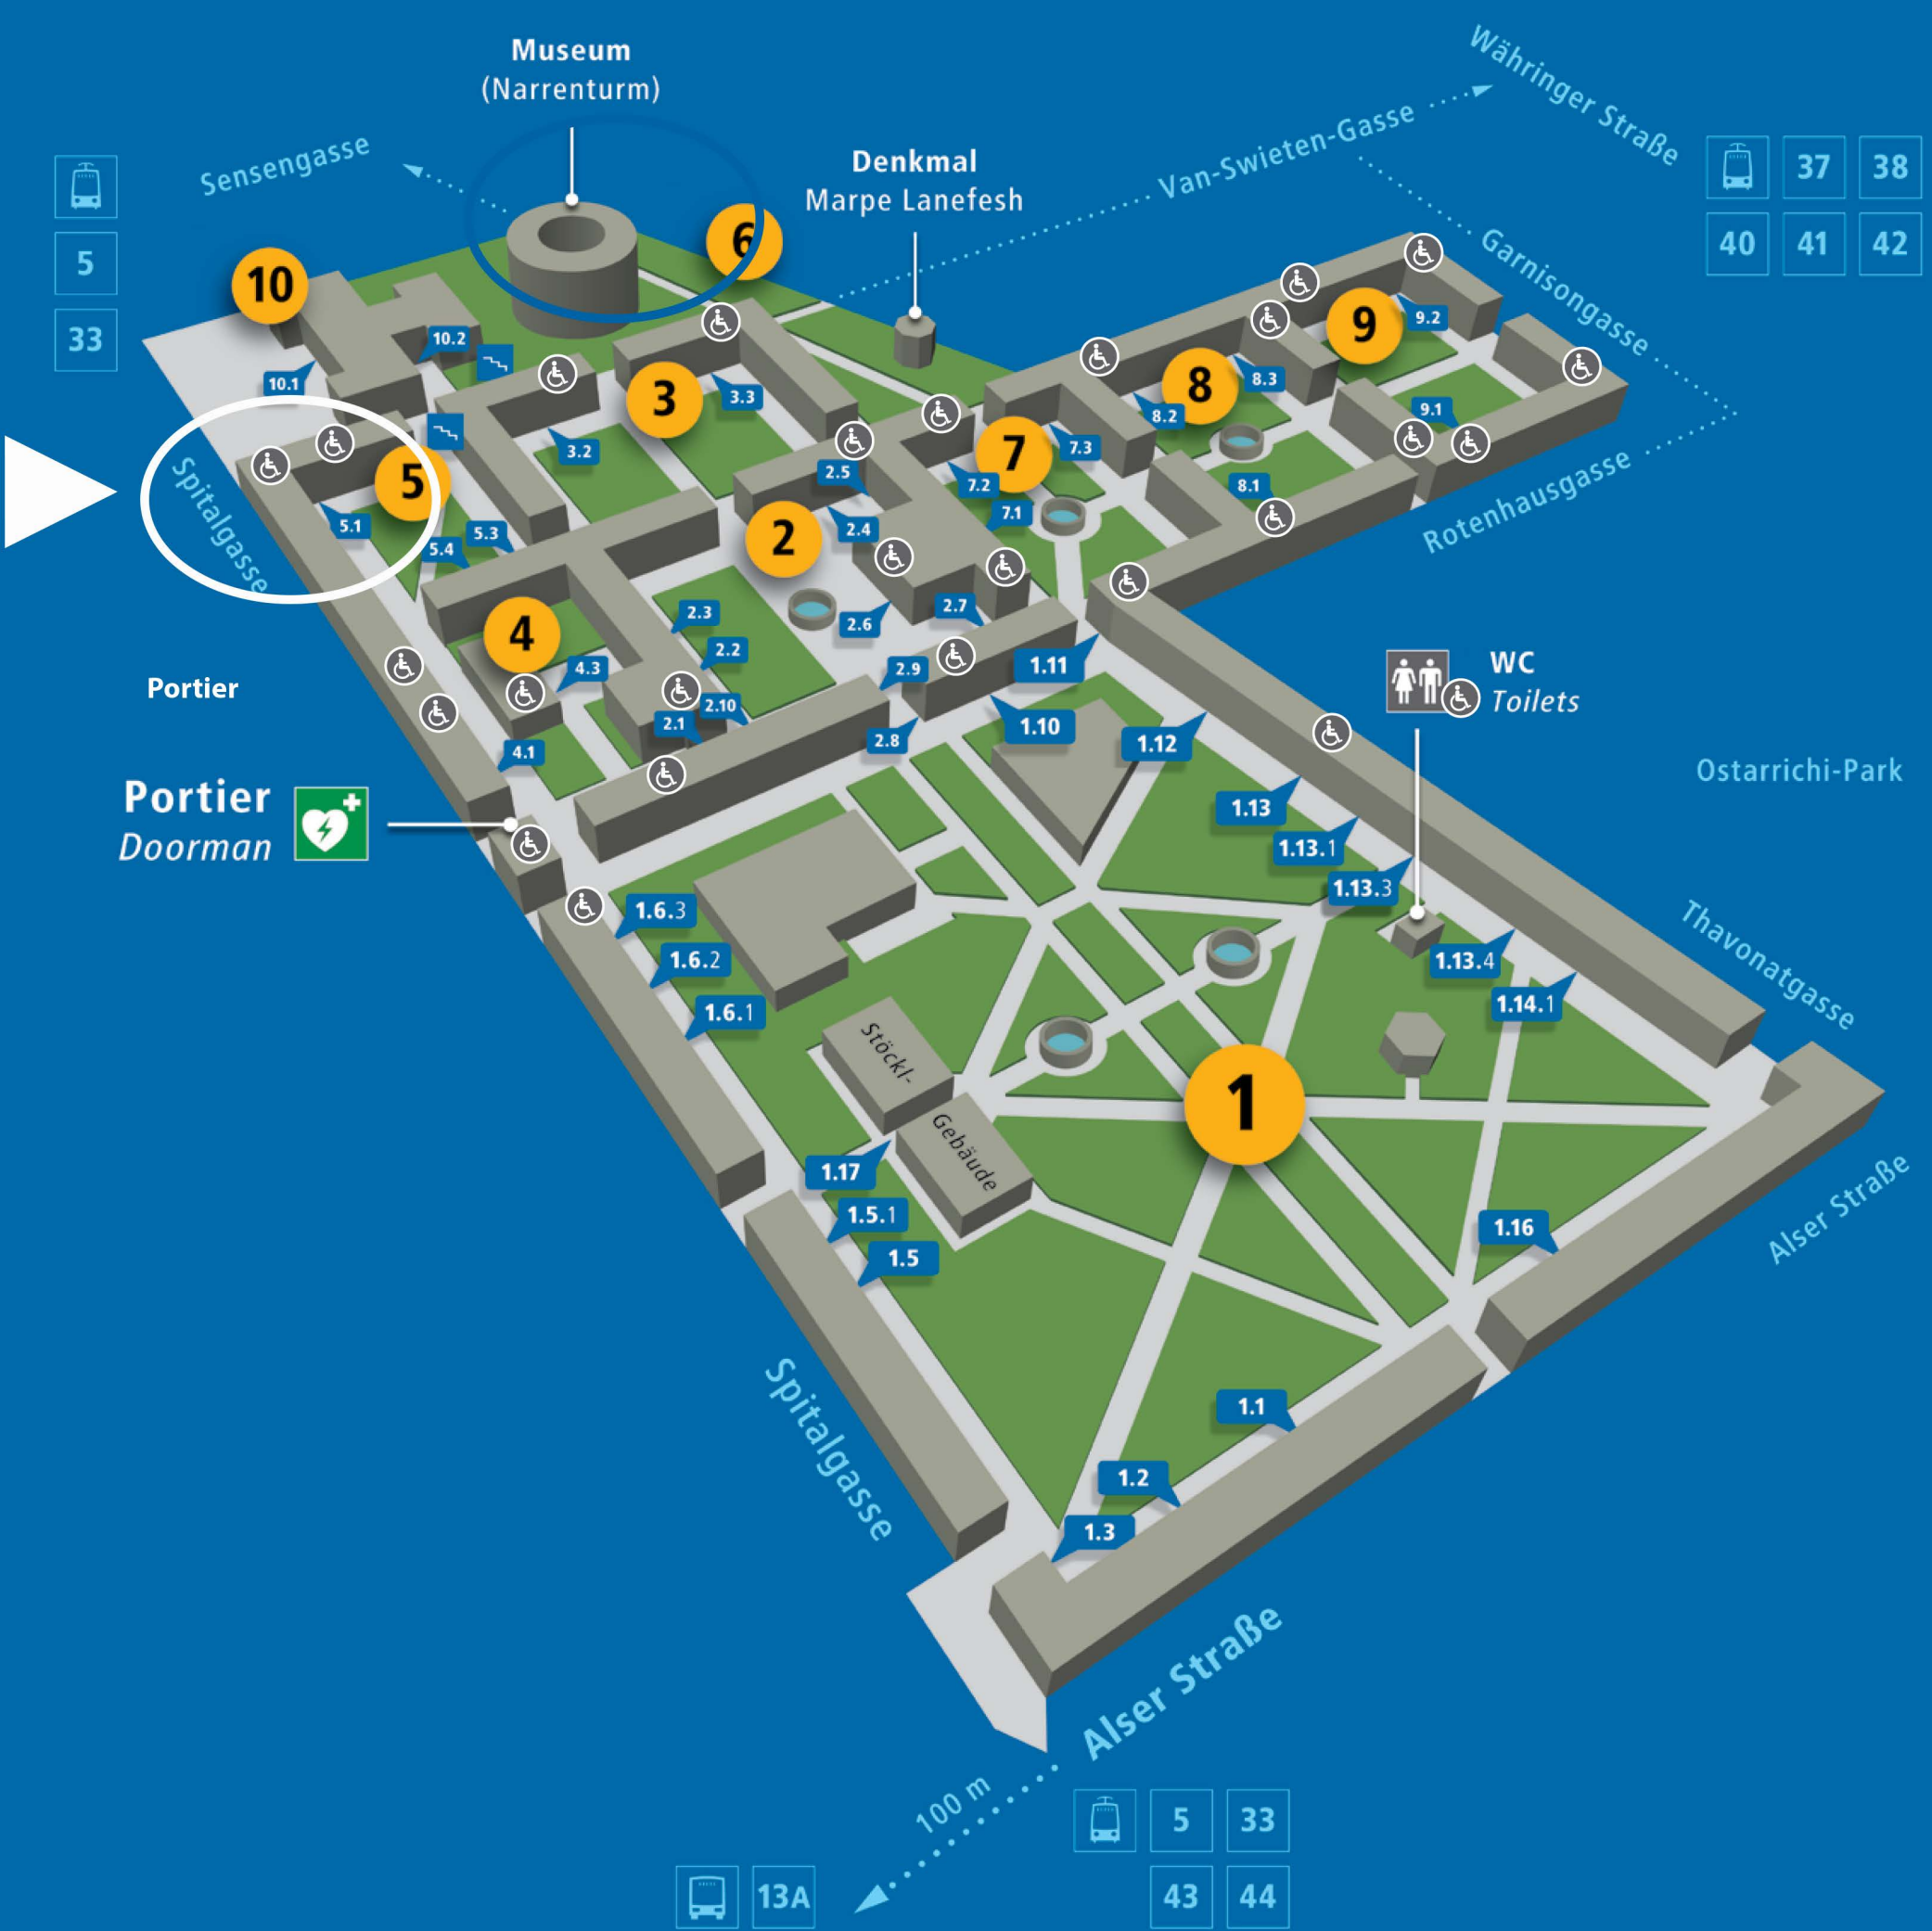 Museum
(Narrenturm)
Sensengasse
Denkmal
Marpe Lanefesh
Van-Swieten-Gasse
Währinger Straße
37
38
40
41
42
Garnisongasse
5
33
10
6
9
9.2
10.2
10.1
3
3.3
8
8.3
8.2
9.1
3.2
7
7.3
2.5
7.2
8.1
Rotenhausgasse
5
5.1
5.3
5.4
Spitalgasse
2
2.4
7.1
4
2.3
2.6
2.7
2.2
4.3
2.9
1.11
Portier
2.10
2.1
2.8
1.10
1.12
4.1
WC
Toilets
Ostarrichi-Park
Portier
Doorman
1.13
1.13.1
1.13.3
1.6.3
1.6.2
1.6.1
1.13.4
1.14.1
Thavonatgasse
Stöckl-
Gebäude
1
1.17
1.5.1
1.5
1.16
Alser Straße
Spitalgasse
1.1
1.2
1.3
Alser Straße
100 m
5
33
13A
43
44